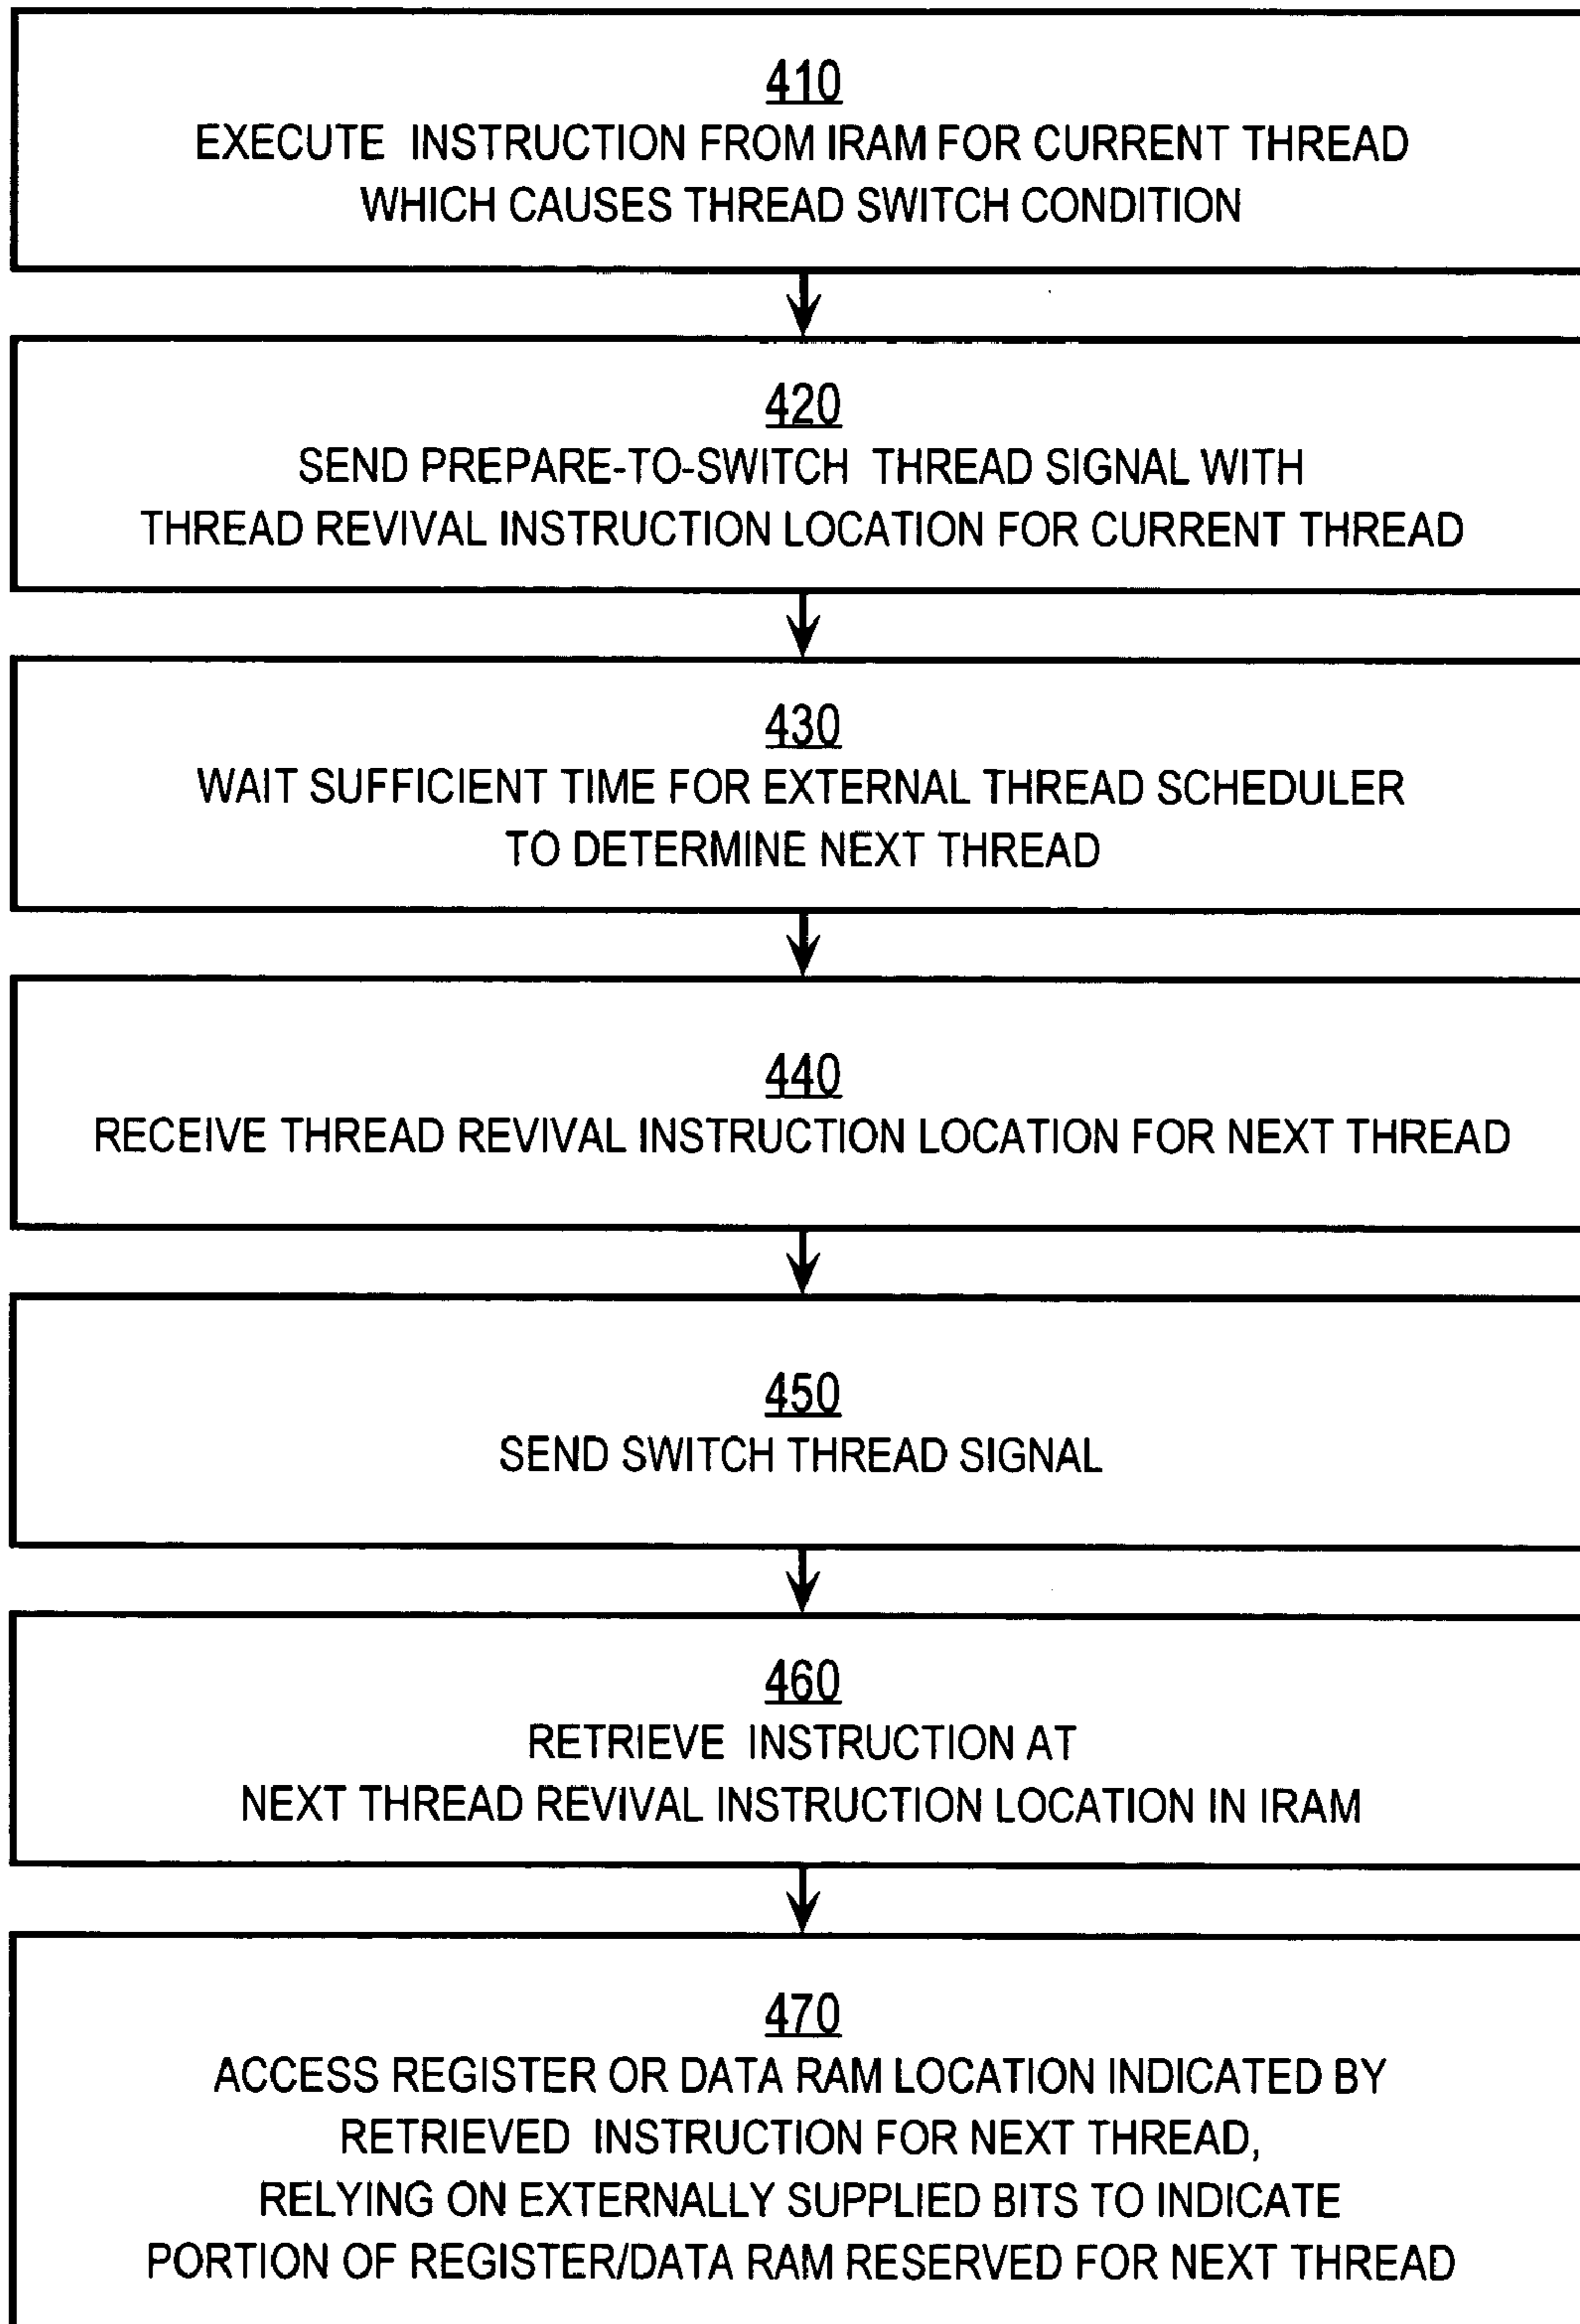 410
EXECUTE INSTRUCTION FROM IRAM FOR CURRENT THREAD
WHICH CAUSES THREAD SWITCH CONDITION
420
SEND PREPARE-TO-SWITCH THREAD SIGNAL WITH
THREAD REVIVAL INSTRUCTION LOCATION FOR CURRENT THREAD
430
WAIT SUFFICIENT TIME FOR EXTERNAL THREAD SCHEDULER
TO DETERMINE NEXT THREAD
440
RECEIVE THREAD REVIVAL INSTRUCTION LOCATION FOR NEXT THREAD
450
SEND SWITCH THREAD SIGNAL
460
RETRIEVE INSTRUCTION AT
NEXT THREAD REVIVAL INSTRUCTION LOCATION IN IRAM
470
ACCESS REGISTER OR DATA RAM LOCATION INDICATED BY
RETRIEVED INSTRUCTION FOR NEXT THREAD,
RELYING ON EXTERNALLY SUPPLIED BITS TO INDICATE
PORTION OF REGISTER/DATA RAM RESERVED FOR NEXT THREAD